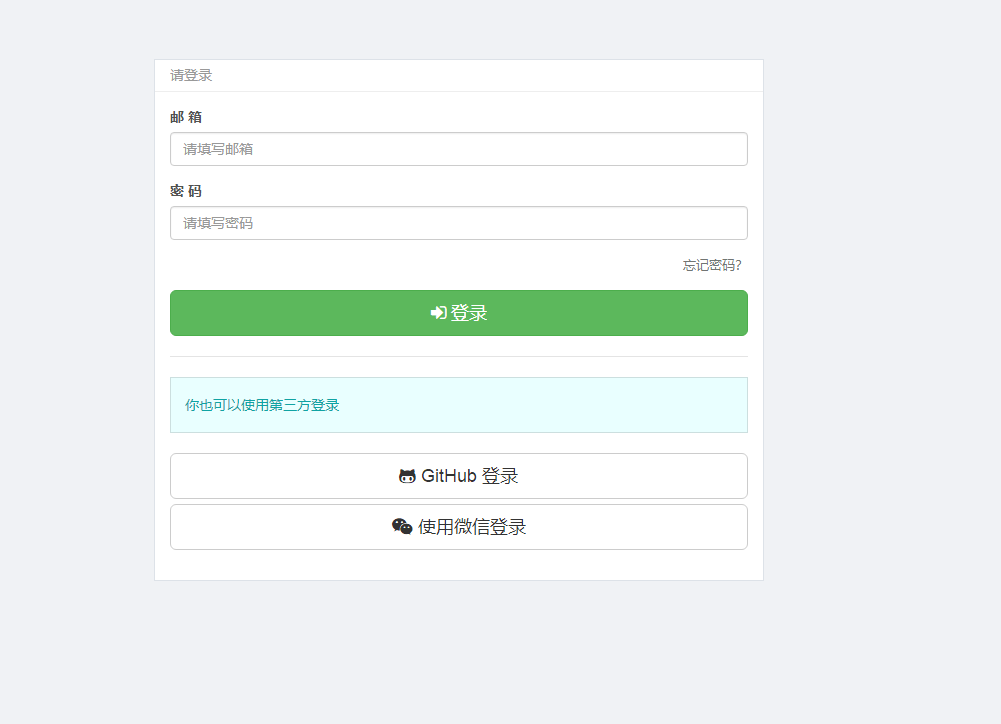 请登录
邮 箱
请填写邮箱
密 码
请填写密码
忘记密码?
登录
你也可以使用第三方登录
GitHub 登录
使用微信登录